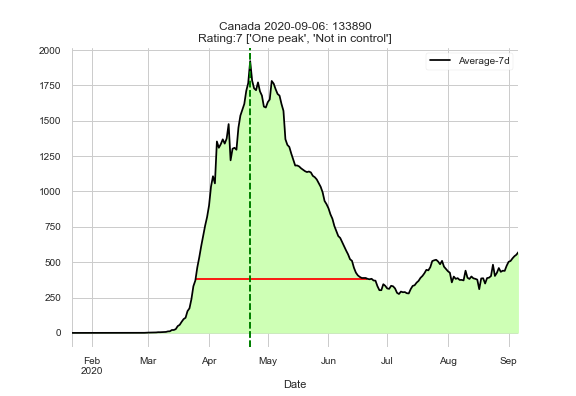 Canada 2020-09-06: 133890
Rating:7 ['One peak', 'Not in control']
Average-7d
2000
1750
1500
1250
1000
750
500
250
0
Feb Mar Apr May Jun Jul Aug Sep
2020
Date